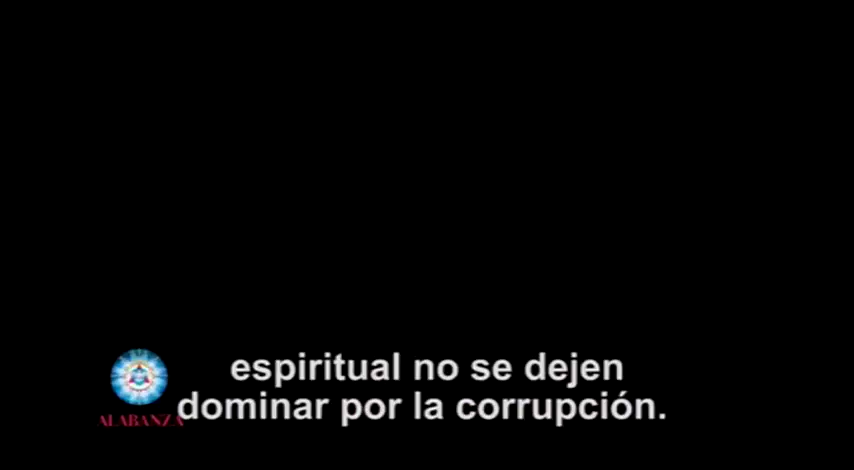 espiritual no se dejen
dominar por la corrupción.
ALABANZA